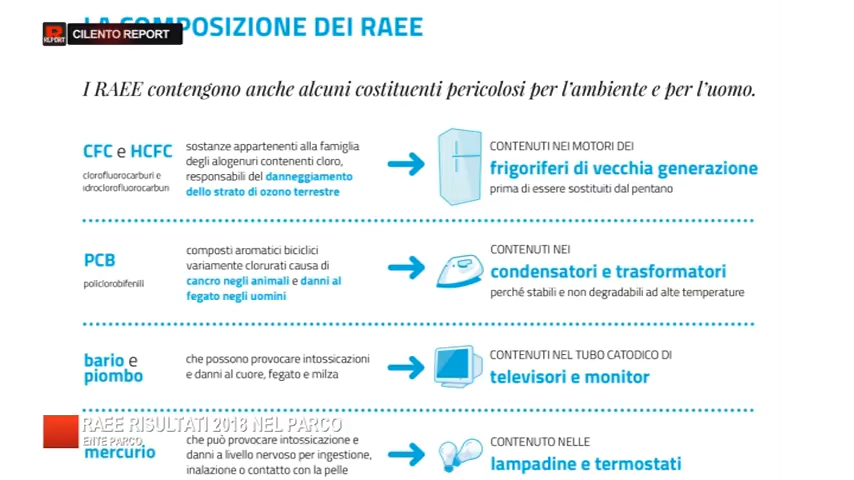 LA COMPOSIZIONE DEI RAEE
R REPORT CILENTO REPORT
I RAEE contengono anche alcuni costituenti pericolosi per l'ambiente e per l'uomo.
CFC e HCFC
clorofluorocarburi e
idroclorofluorocarburi
sostanze appartenenti alla famiglia
degli alogenuri contenenti cloro,
responsabili del danneggiamento
dello strato di ozono terrestre
CONTENUTI NEI MOTORI DEI
frigoriferi di vecchia generazione
prima di essere sostituiti dal pentano
PCB
policlorobifenili
composti aromatici biciclici
variamente clorurati causa di
cancro negli animali e danni al
fegato negli uomini
CONTENUTI NEI
condensatori e trasformatori
perché stabili e non degradabili ad alte temperature
bario e
piombo
che possono provocare intossicazioni
e danni al cuore, fegato e milza
CONTENUTI NEL TUBO CATODICO DI
televisori e monitor
RAEE RISULTATI 2018 NEL PARCO
ENTE PARCO
mercurio
che può provocare intossicazione e
danni a livello nervoso per ingestione,
inalazione o contatto con la pelle
CONTENUTO NELLE
lampadine e termostati